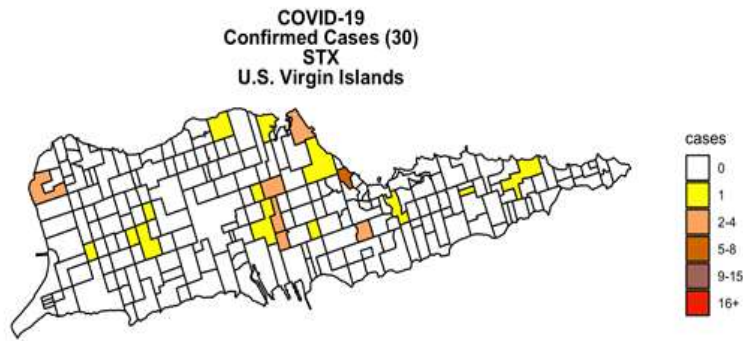 COVID-19
Confirmed Cases (30)
STX
U.S. Virgin Islands
cases
0
1
2-4
5-8
9-15
16+